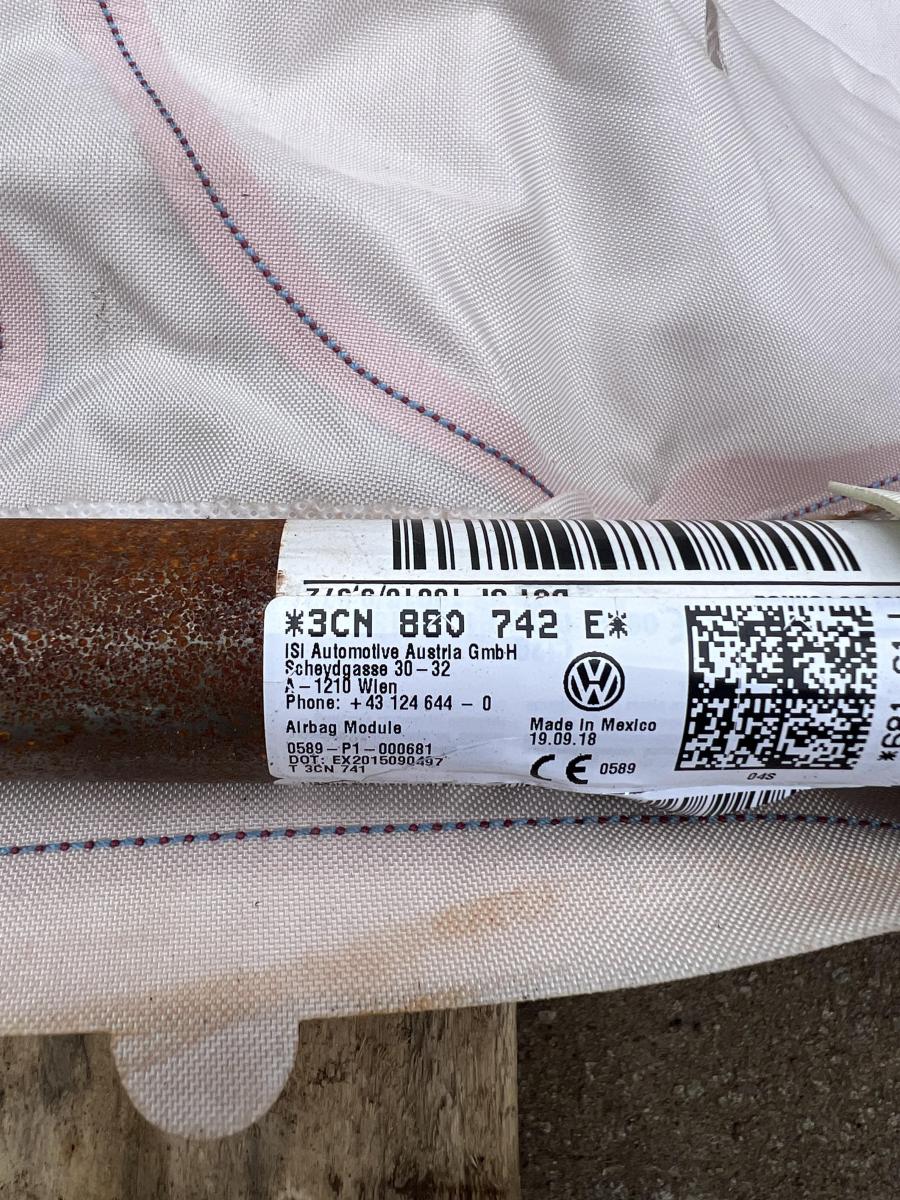 *3CN 880 742 E*
iSi Automotive Austria GmbH
Scheydgasse 30-32
A-1210 Wien
Phone: +43 124 644 - 0
Airbag Module
0589-P1-000681
DOT: EX2015090497
T 3CN 741
VW
Made in Mexico
19.09.18
CE 0589
04S